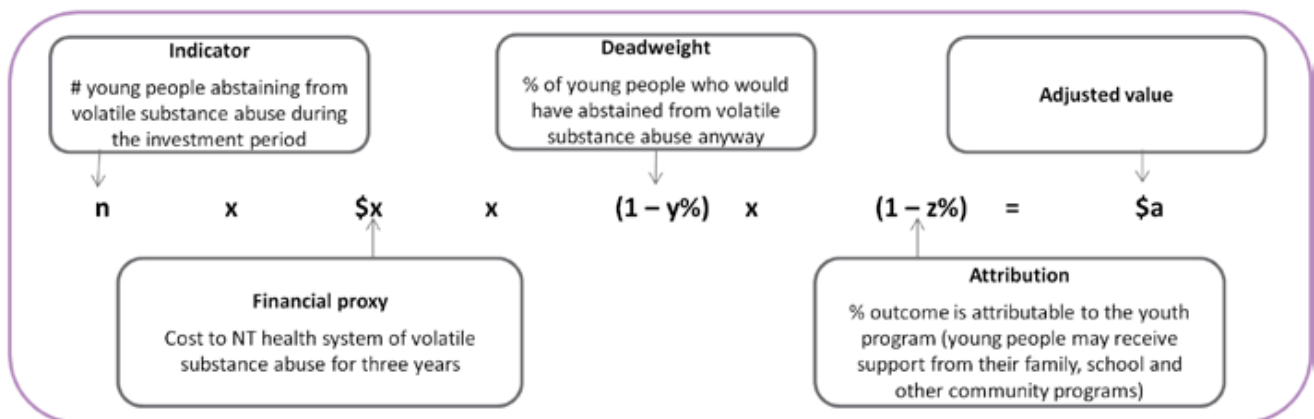 Indicator
# young people abstaining from
volatile substance abuse during
the investment period
Deadweight
% of young people who would
have abstained from volatile
substance abuse anyway
Adjusted value
n x $x x (1 – y%) x (1 – z%) = $a
Financial proxy
Cost to NT health system of volatile
substance abuse for three years
Attribution
% outcome is attributable to the youth
program (young people may receive
support from their family, school and
other community programs)